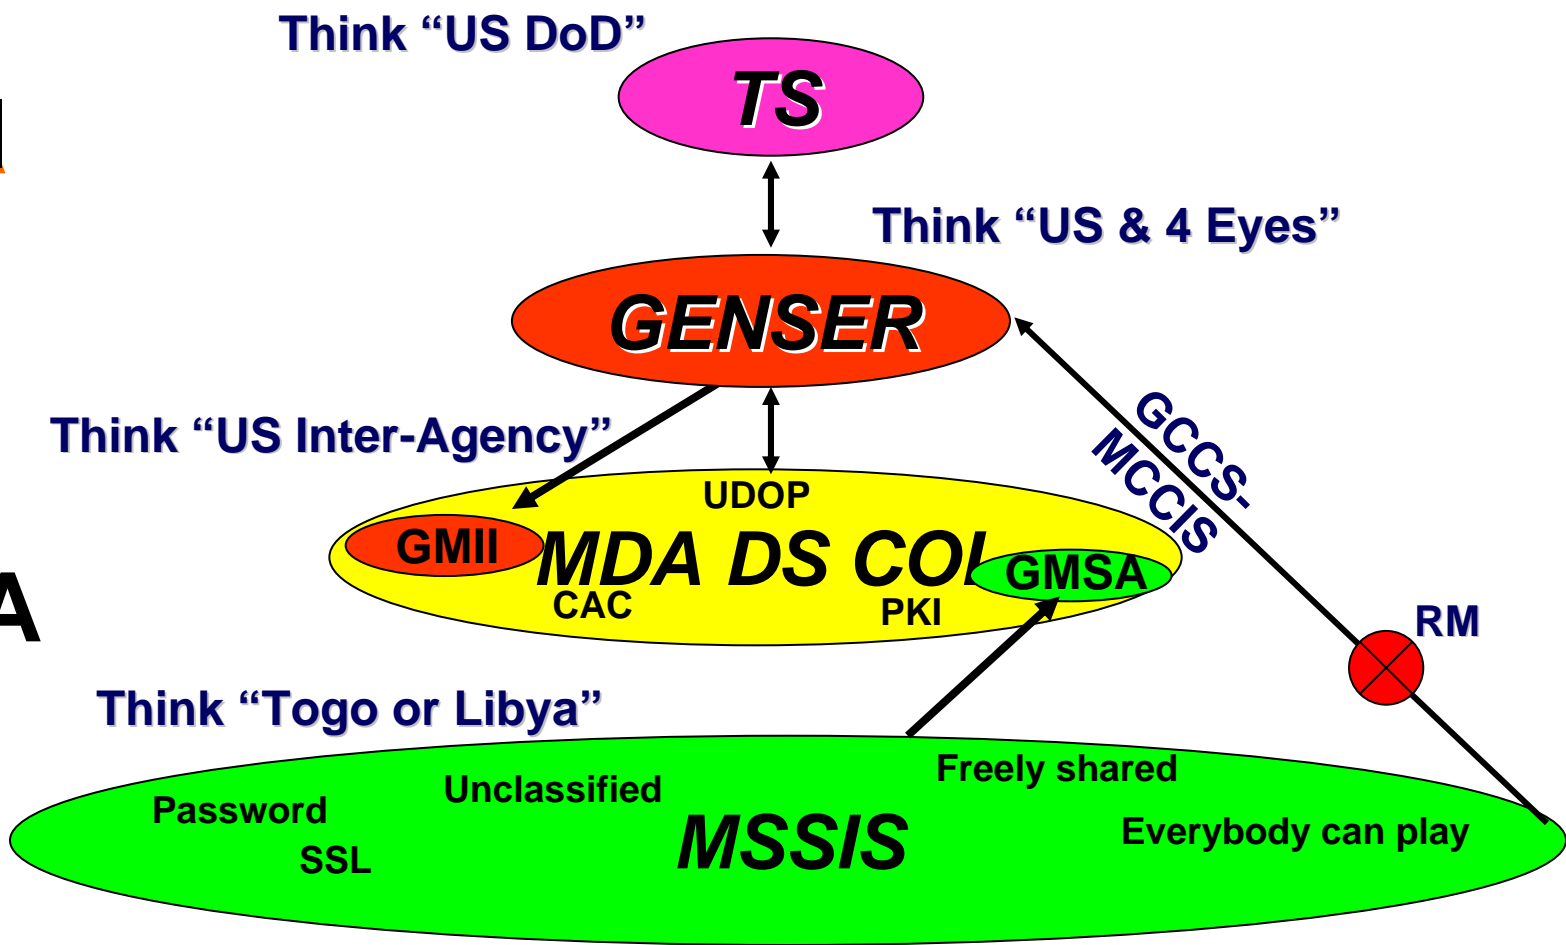 Think “US DoD”
TS
Think “US & 4 Eyes”
GENSER
GCCS-
MCCIS
Think “US Inter-Agency”
UDOP
GMII
MDA DS COI
GMSA
CAC
PKI
A
RM
Think “Togo or Libya”
Freely shared
Unclassified
Password
MSSIS
Everybody can play
SSL